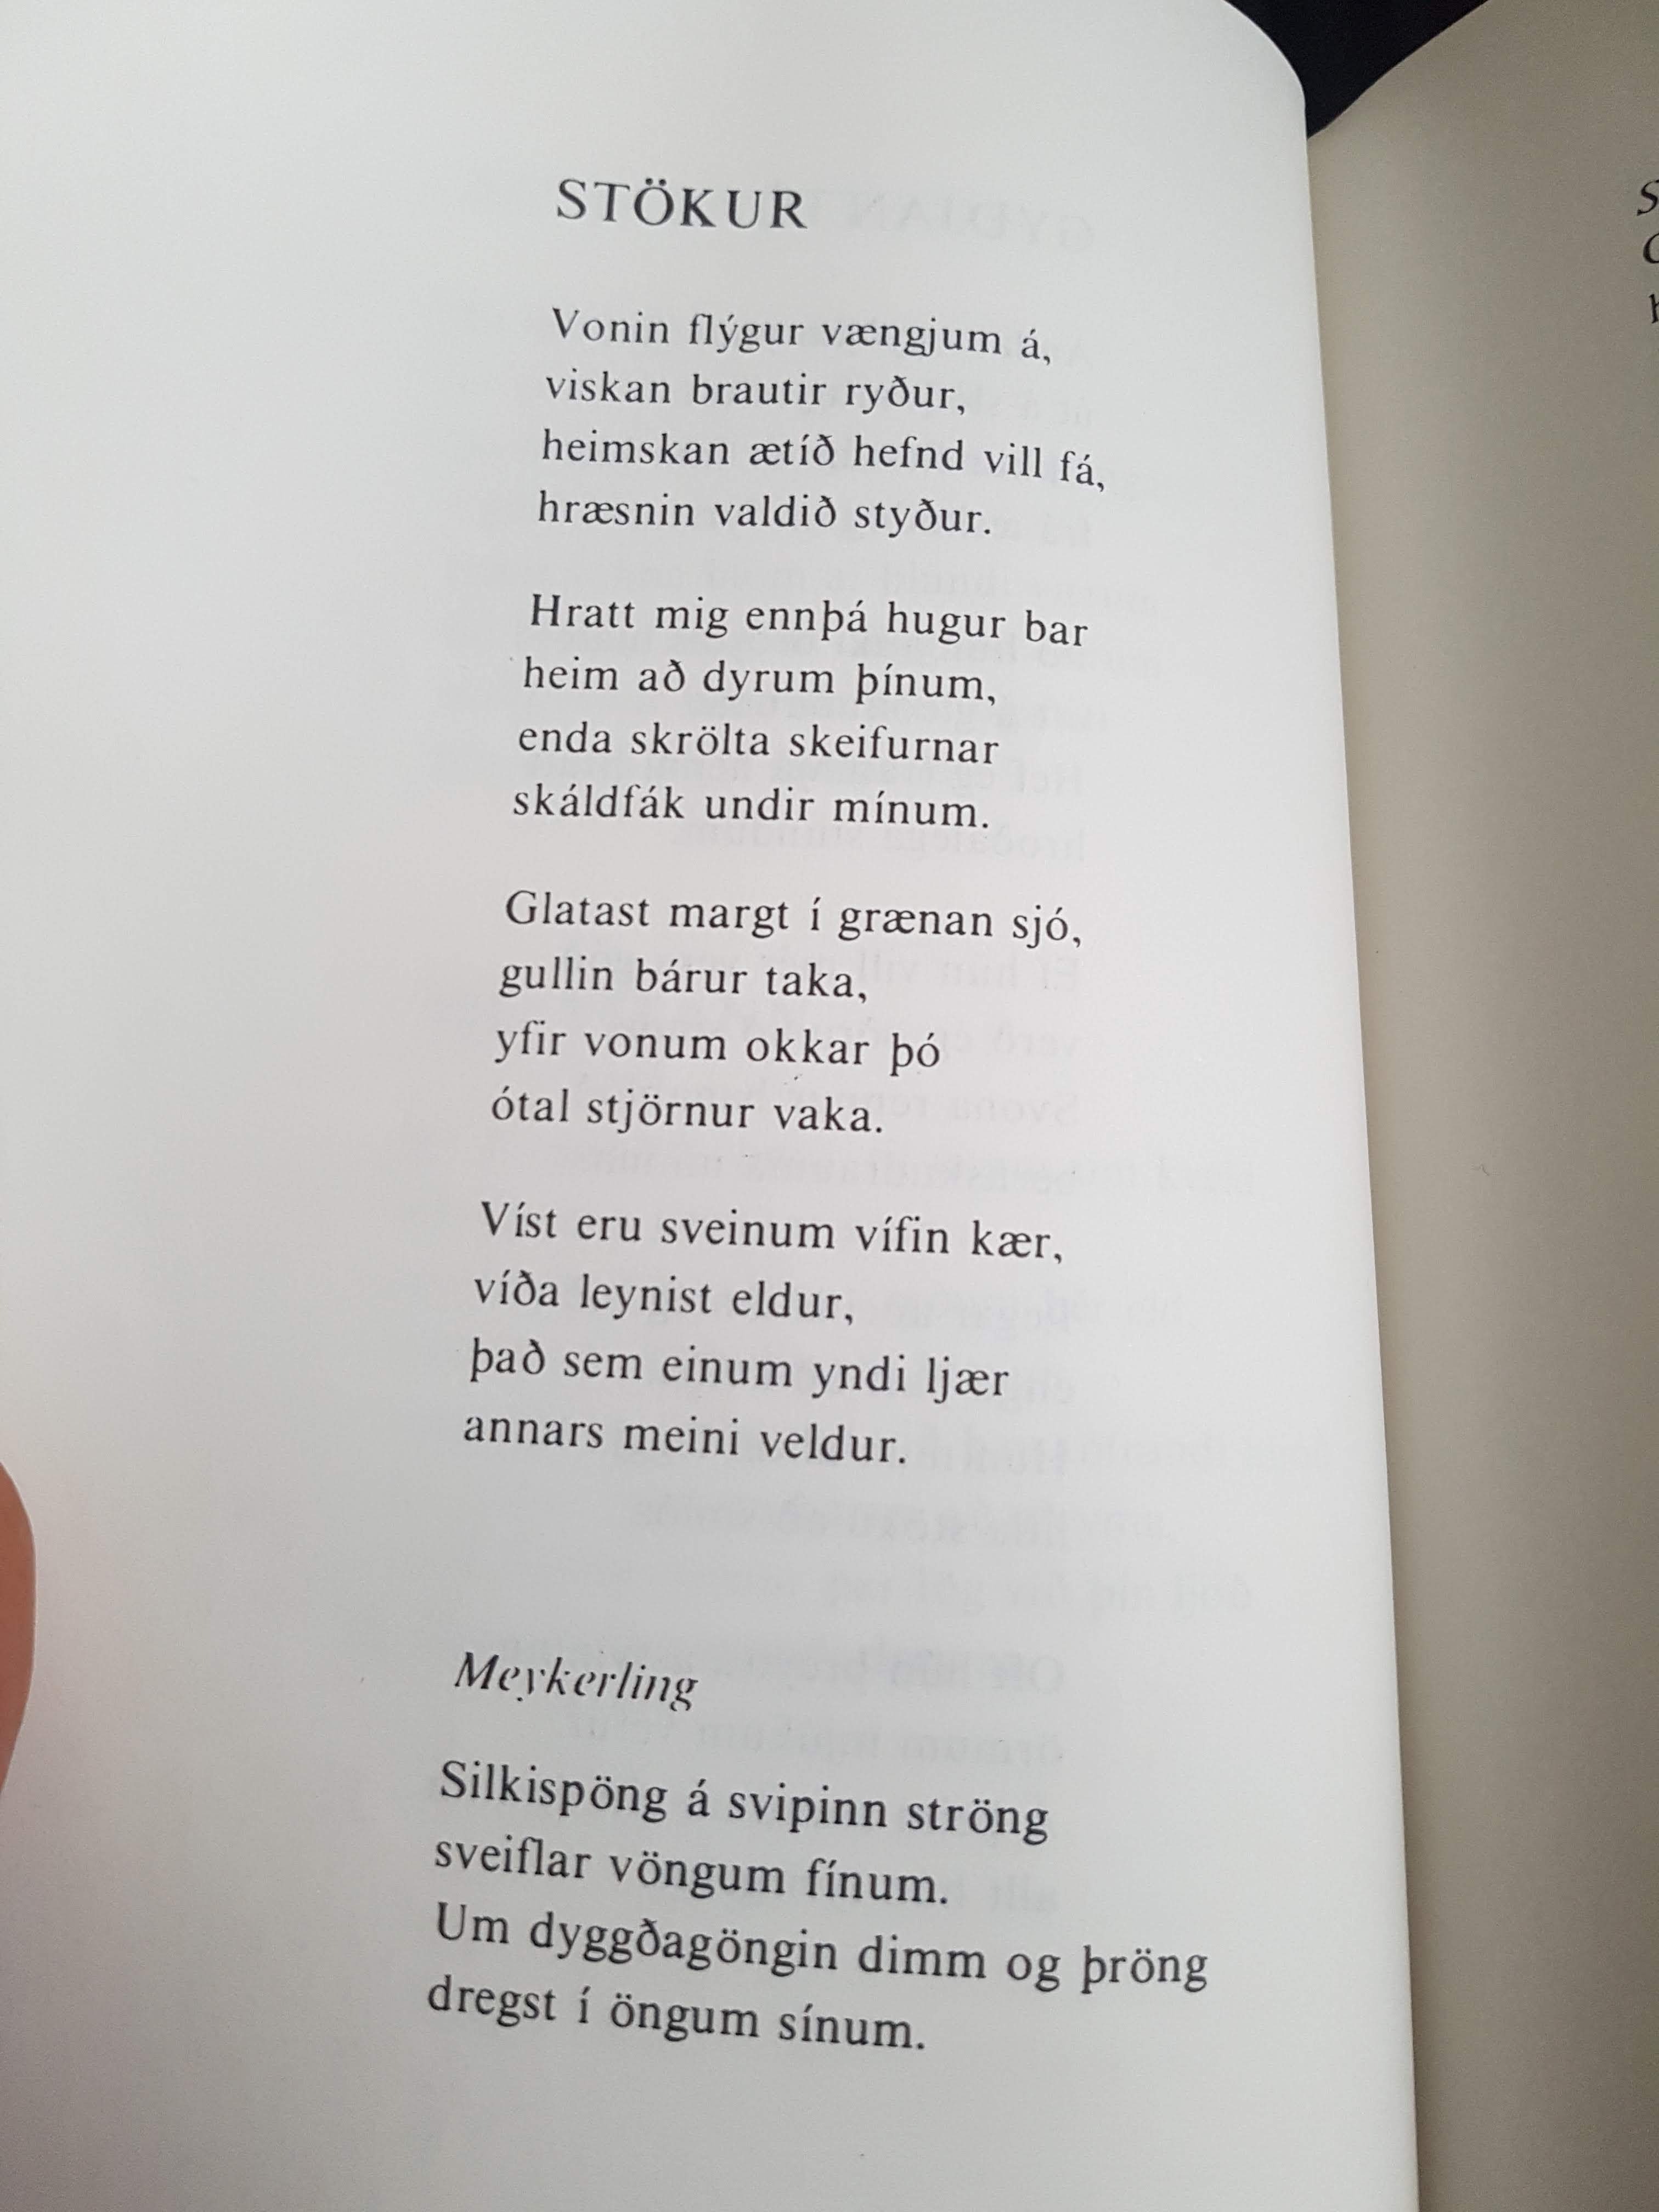 STÖKUR
Vonin flýgur vængjum á,
viskan brautir ryður,
heimskan ætíð hefnd vill fá,
hræsnin valdið styður.
Hratt mig ennþá hugur bar
heim að dyrum þínum,
enda skrölta skeifurnar
skáldfák undir mínum.
Glatast margt í grænan sjó,
gullin bárur taka,
yfir vonum okkar þó
ótal stjörnur vaka.
Víst eru sveinum vífin kær,
víða leynist eldur,
það sem einum yndi ljær
annars meini veldur.
Meykerling
Silkispöng á svipinn ströng
sveiflar vöngum fínum.
Um dyggðagöngin dimm og þröng
dregst í öngum sínum.